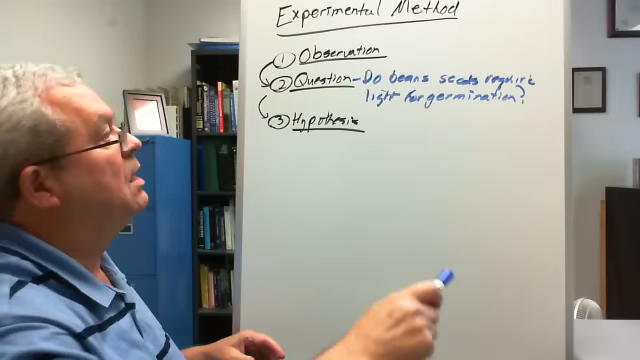 Experimental Method
① Observation
② Question - Do beans seeds require
light for germination?
③ Hypothesis